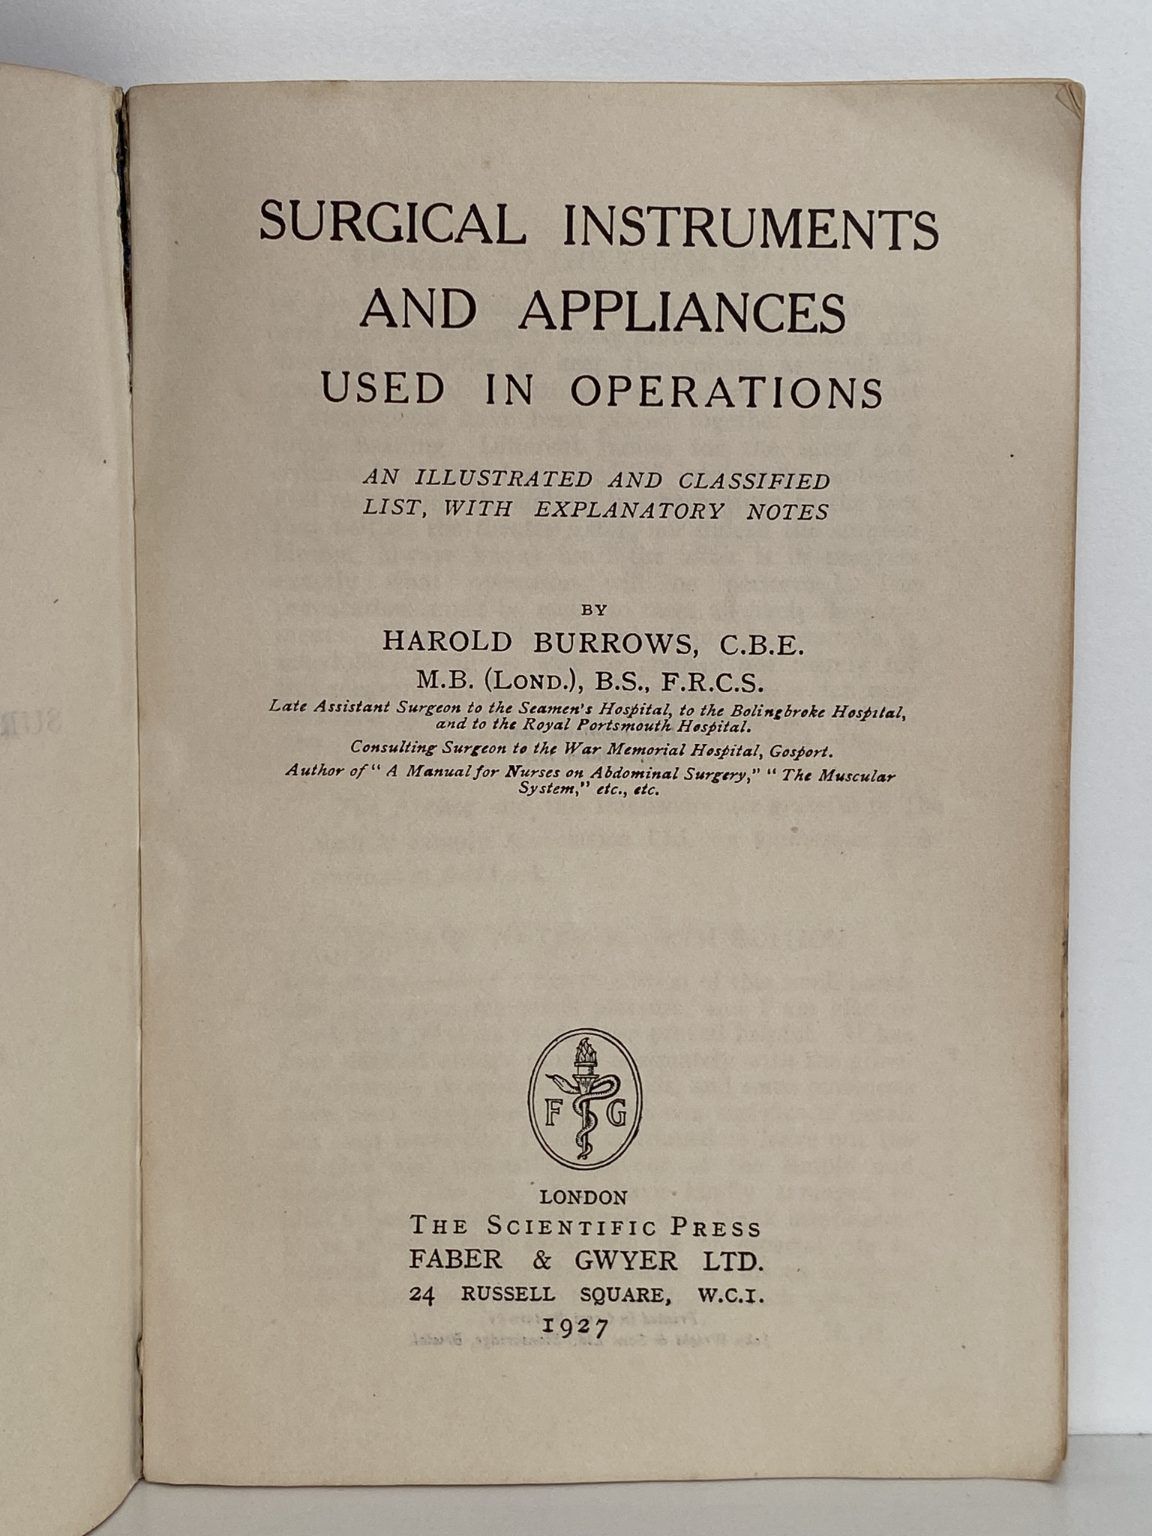 SURGICAL INSTRUMENTS
AND APPLIANCES
USED IN OPERATIONS
AN ILLUSTRATED AND CLASSIFIED
LIST, WITH EXPLANATORY NOTES
BY
HAROLD BURROWS, C.B.E.
M.B. (LOND.), B.S., F.R.C.S.
Late Assistant Surgeon to the Seamen's Hospital, to the Bolingbroke Hospital,
and to the Royal Portsmouth Hospital.
Consulting Surgeon to the War Memorial Hospital, Gosport.
Author of "A Manual for Nurses on Abdominal Surgery," "The Muscular
System," etc., etc.
F G
LONDON
THE SCIENTIFIC PRESS
FABER & GWYER LTD.
24 RUSSELL SQUARE, W.C.1.
1927